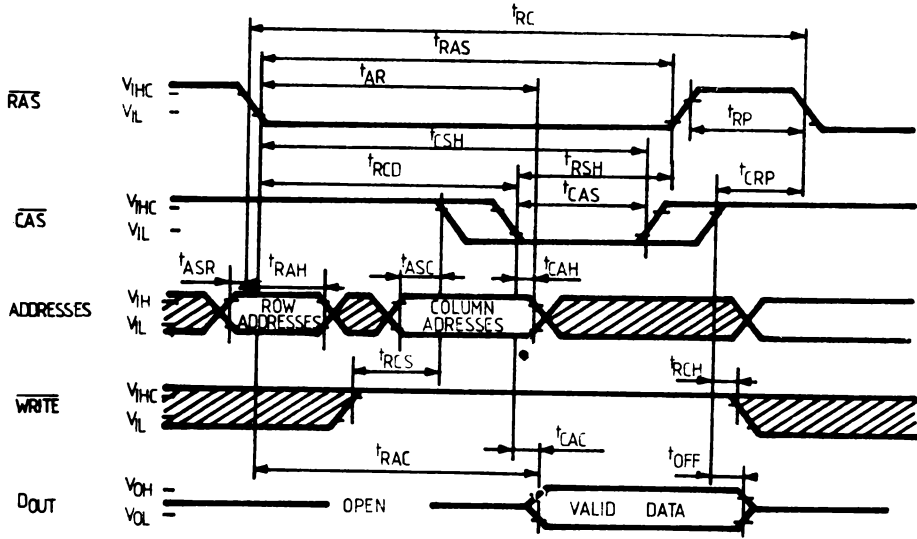 tRC
tRAS
tAR
RAS
VIHC
VIL
tRP
tCSH
tRSH
tRCD
tCRP
tCAS
CAS
VIHC
VIL
tASR
tRAH
tASC
tCAH
ADDRESSES
VIH
VIL
ROW
ADDRESSES
COLUMN
ADRESSES
tRCS
tRCH
WRITE
VIHC
VIL
tCAC
tRAC
tOFF
DOUT
VOH
VOL
OPEN
VALID DATA